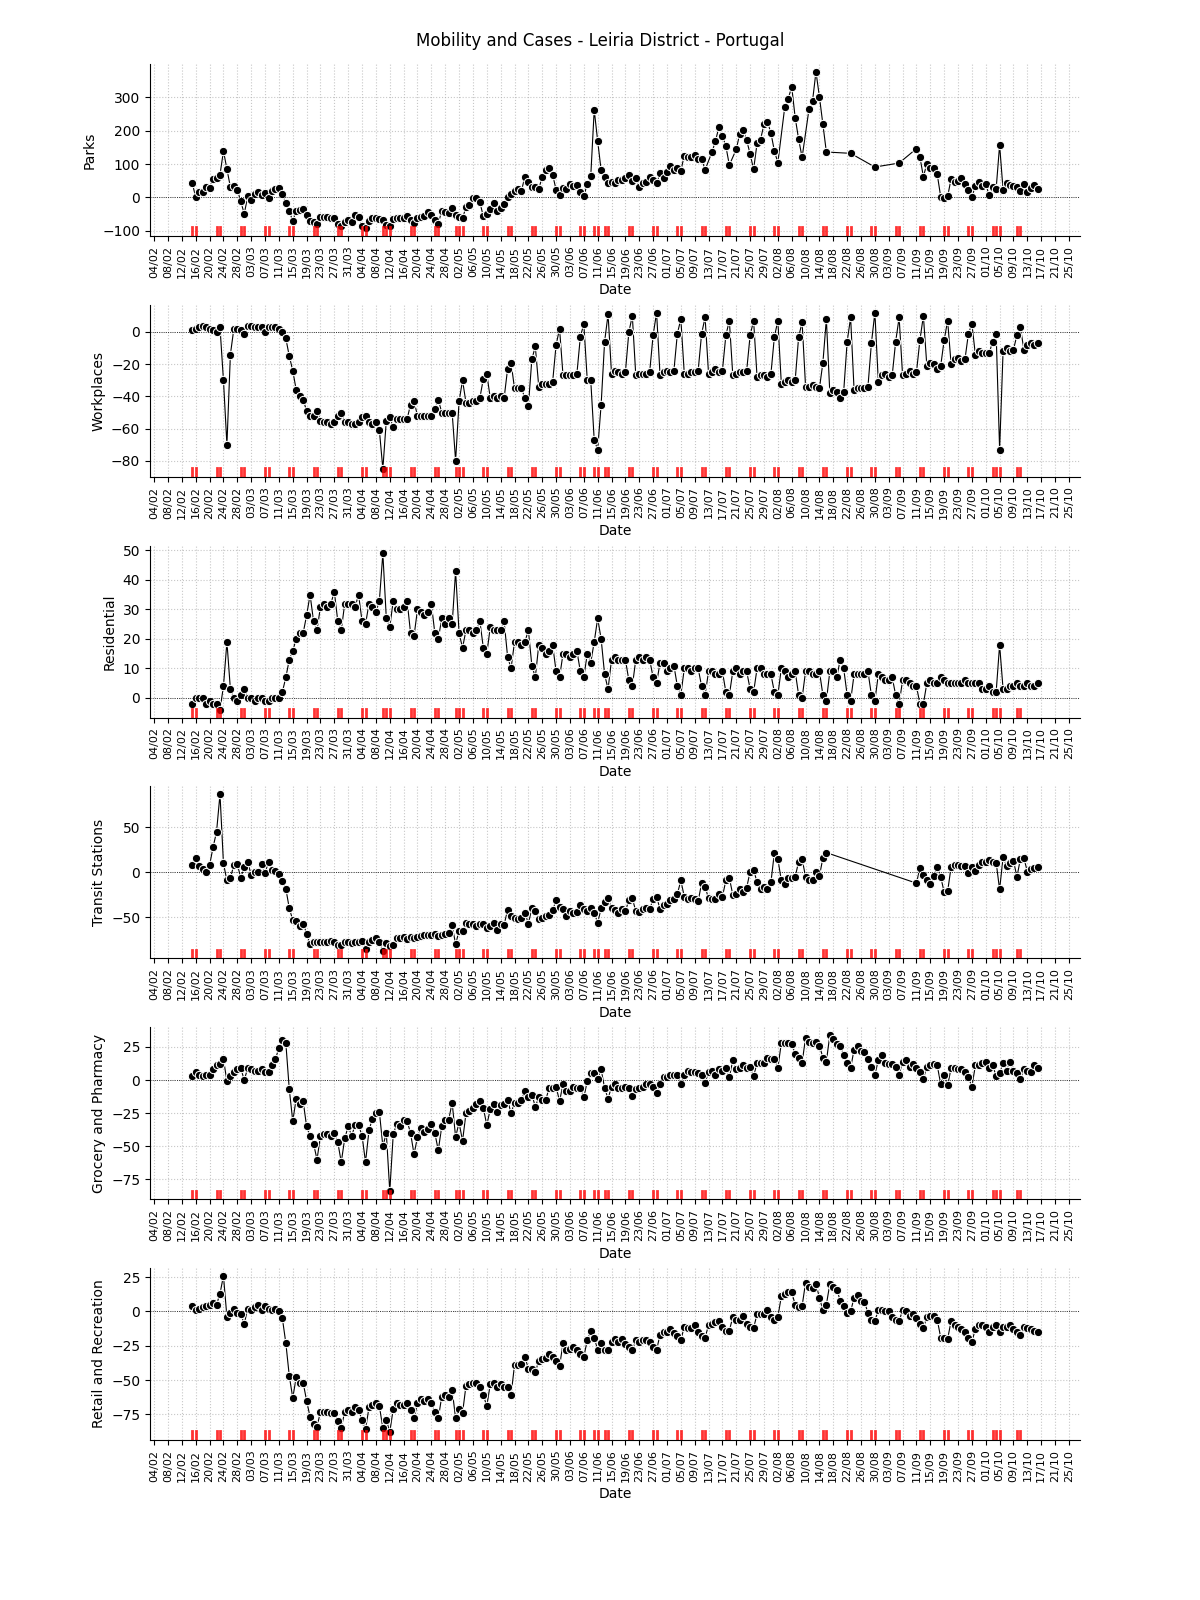 Mobility and Cases - Leiria District - Portugal
Parks
300
200
100
0
−100
04/02 08/02 12/02 16/02 20/02 24/02 28/02 03/03 07/03 11/03 15/03 19/03 23/03 27/03 31/03 04/04 08/04 12/04 16/04 20/04 24/04 28/04 02/05 06/05 10/05 14/05 18/05 22/05 26/05 30/05 03/06 07/06 11/06 15/06 19/06 23/06 27/06 01/07 05/07 09/07 13/07 17/07 21/07 25/07 29/07 02/08 06/08 10/08 14/08 18/08 22/08 26/08 30/08 03/09 07/09 11/09 15/09 19/09 23/09 27/09 01/10 05/10 09/10 13/10 17/10 21/10 25/10
Date
Workplaces
0
−20
−40
−60
−80
04/02 08/02 12/02 16/02 20/02 24/02 28/02 03/03 07/03 11/03 15/03 19/03 23/03 27/03 31/03 04/04 08/04 12/04 16/04 20/04 24/04 28/04 02/05 06/05 10/05 14/05 18/05 22/05 26/05 30/05 03/06 07/06 11/06 15/06 19/06 23/06 27/06 01/07 05/07 09/07 13/07 17/07 21/07 25/07 29/07 02/08 06/08 10/08 14/08 18/08 22/08 26/08 30/08 03/09 07/09 11/09 15/09 19/09 23/09 27/09 01/10 05/10 09/10 13/10 17/10 21/10 25/10
Date
Residential
50
40
30
20
10
0
04/02 08/02 12/02 16/02 20/02 24/02 28/02 03/03 07/03 11/03 15/03 19/03 23/03 27/03 31/03 04/04 08/04 12/04 16/04 20/04 24/04 28/04 02/05 06/05 10/05 14/05 18/05 22/05 26/05 30/05 03/06 07/06 11/06 15/06 19/06 23/06 27/06 01/07 05/07 09/07 13/07 17/07 21/07 25/07 29/07 02/08 06/08 10/08 14/08 18/08 22/08 26/08 30/08 03/09 07/09 11/09 15/09 19/09 23/09 27/09 01/10 05/10 09/10 13/10 17/10 21/10 25/10
Date
Transit Stations
50
0
−50
04/02 08/02 12/02 16/02 20/02 24/02 28/02 03/03 07/03 11/03 15/03 19/03 23/03 27/03 31/03 04/04 08/04 12/04 16/04 20/04 24/04 28/04 02/05 06/05 10/05 14/05 18/05 22/05 26/05 30/05 03/06 07/06 11/06 15/06 19/06 23/06 27/06 01/07 05/07 09/07 13/07 17/07 21/07 25/07 29/07 02/08 06/08 10/08 14/08 18/08 22/08 26/08 30/08 03/09 07/09 11/09 15/09 19/09 23/09 27/09 01/10 05/10 09/10 13/10 17/10 21/10 25/10
Date
Grocery and Pharmacy
25
0
−25
−50
−75
04/02 08/02 12/02 16/02 20/02 24/02 28/02 03/03 07/03 11/03 15/03 19/03 23/03 27/03 31/03 04/04 08/04 12/04 16/04 20/04 24/04 28/04 02/05 06/05 10/05 14/05 18/05 22/05 26/05 30/05 03/06 07/06 11/06 15/06 19/06 23/06 27/06 01/07 05/07 09/07 13/07 17/07 21/07 25/07 29/07 02/08 06/08 10/08 14/08 18/08 22/08 26/08 30/08 03/09 07/09 11/09 15/09 19/09 23/09 27/09 01/10 05/10 09/10 13/10 17/10 21/10 25/10
Date
Retail and Recreation
25
0
−25
−50
−75
04/02 08/02 12/02 16/02 20/02 24/02 28/02 03/03 07/03 11/03 15/03 19/03 23/03 27/03 31/03 04/04 08/04 12/04 16/04 20/04 24/04 28/04 02/05 06/05 10/05 14/05 18/05 22/05 26/05 30/05 03/06 07/06 11/06 15/06 19/06 23/06 27/06 01/07 05/07 09/07 13/07 17/07 21/07 25/07 29/07 02/08 06/08 10/08 14/08 18/08 22/08 26/08 30/08 03/09 07/09 11/09 15/09 19/09 23/09 27/09 01/10 05/10 09/10 13/10 17/10 21/10 25/10
Date